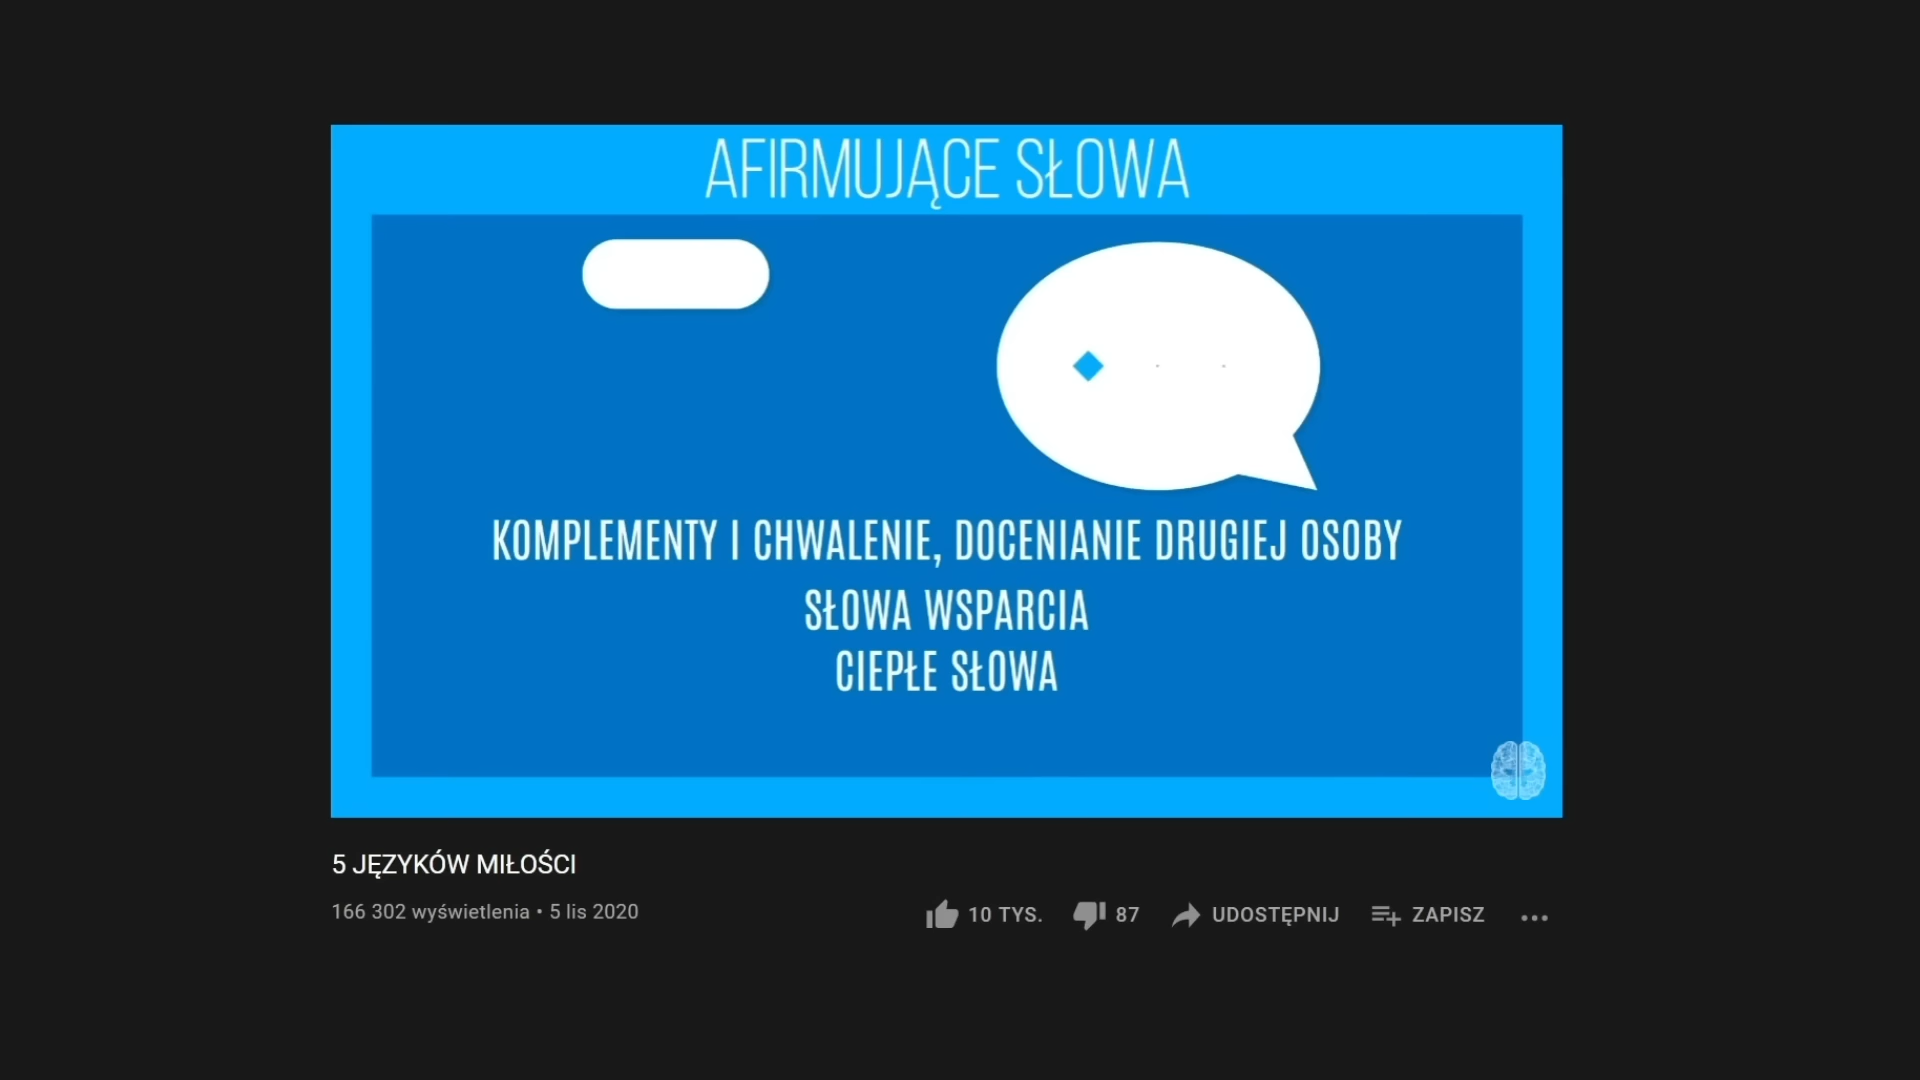 AFIRMUJĄCE SŁOWA
KOMPLEMENTY I CHWALENIE, DOCENIANIE DRUGIEJ OSOBY
SŁOWA WSPARCIA
CIEPŁE SŁOWA
5 JĘZYKÓW MIŁOŚCI
166 302 wyświetlenia • 5 lis 2020
10 TYS.
87
UDOSTĘPNIJ
ZAPISZ